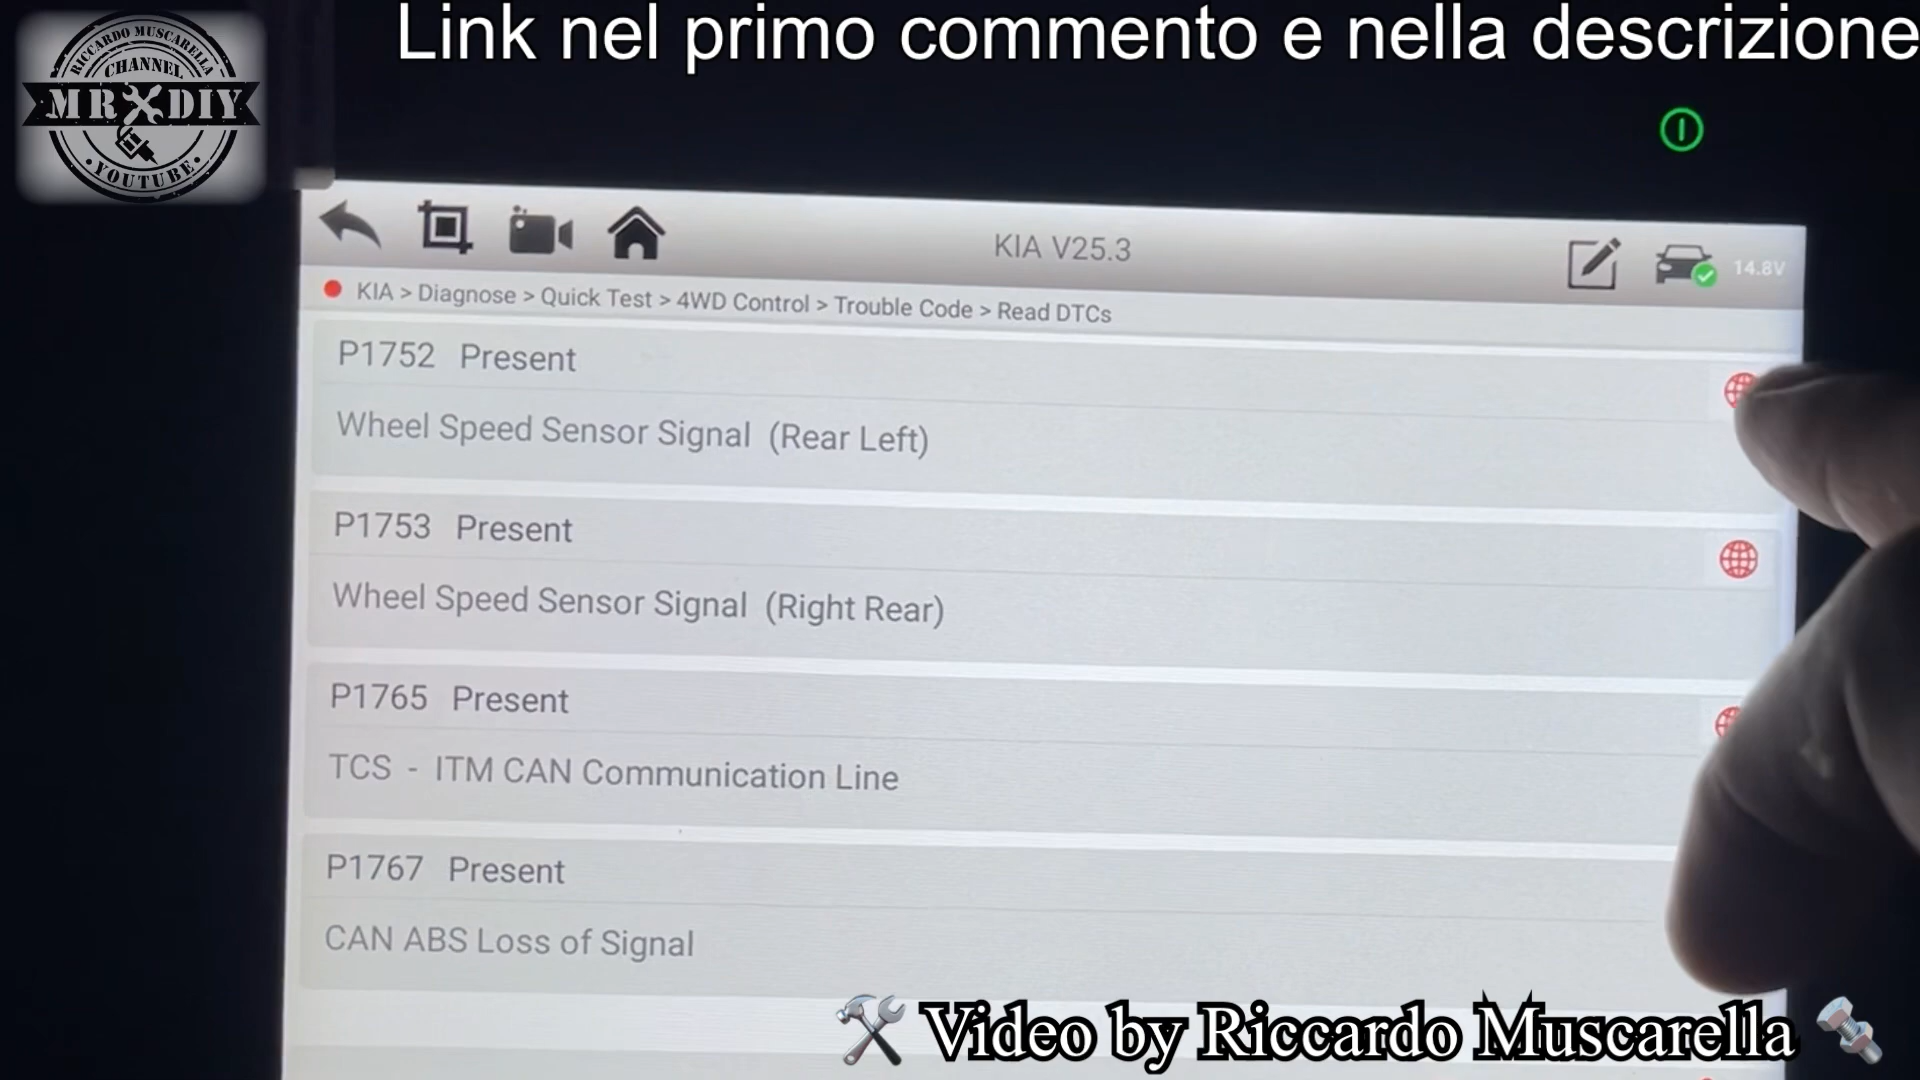 Link nel primo commento e nella descrizione
RICCARDO MUSCARELLA
CHANNEL
MR DIY
YOUTUBE
KIA V25.3
14.8V
KIA > Diagnose > Quick Test > 4WD Control > Trouble Code > Read DTCs
P1752 Present
Wheel Speed Sensor Signal (Rear Left)
P1753 Present
Wheel Speed Sensor Signal (Right Rear)
P1765 Present
TCS - ITM CAN Communication Line
P1767 Present
CAN ABS Loss of Signal
Video by Riccardo Muscarella